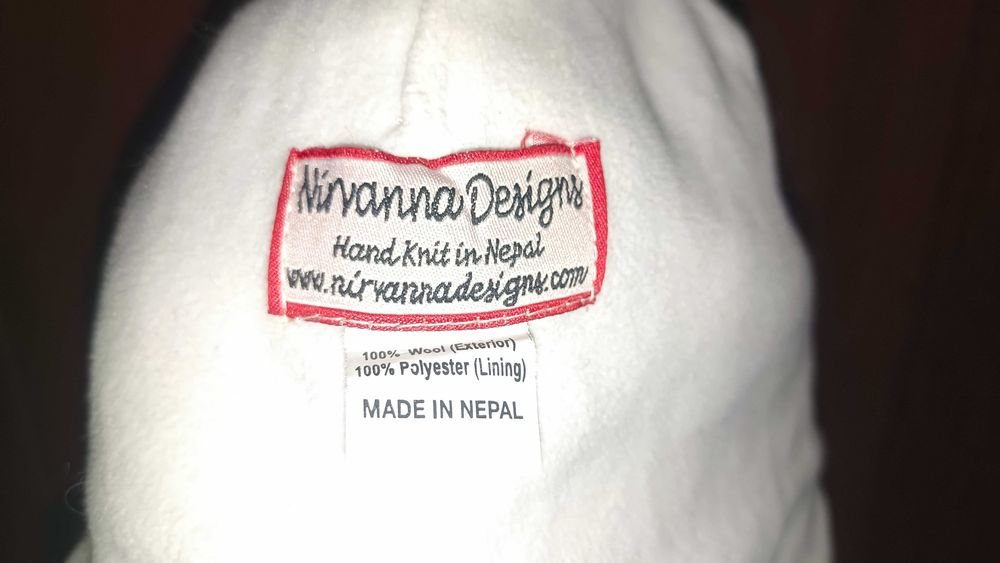 Nirvanna Designs
Hand Knit in Nepal
www.nirvannadesigns.com
100% Wool (Exterior)
100% Polyester (Lining)
MADE IN NEPAL